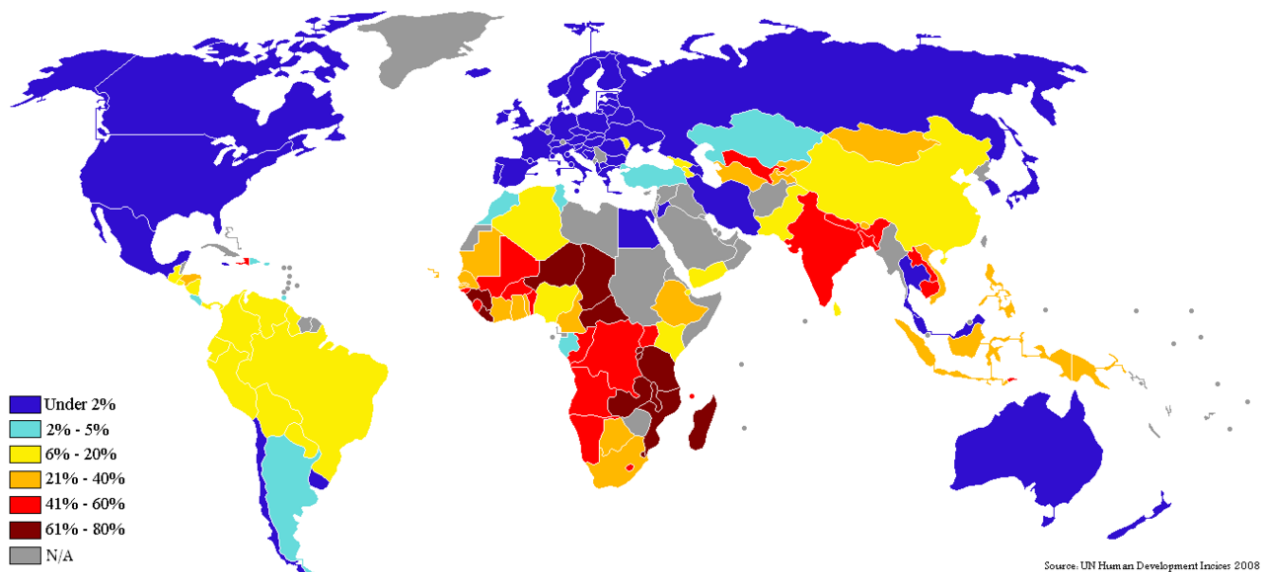 Under 2%
2% - 5%
6% - 20%
21% - 40%
41% - 60%
61% - 80%
N/A
Source: UN Human Development Indices 2008